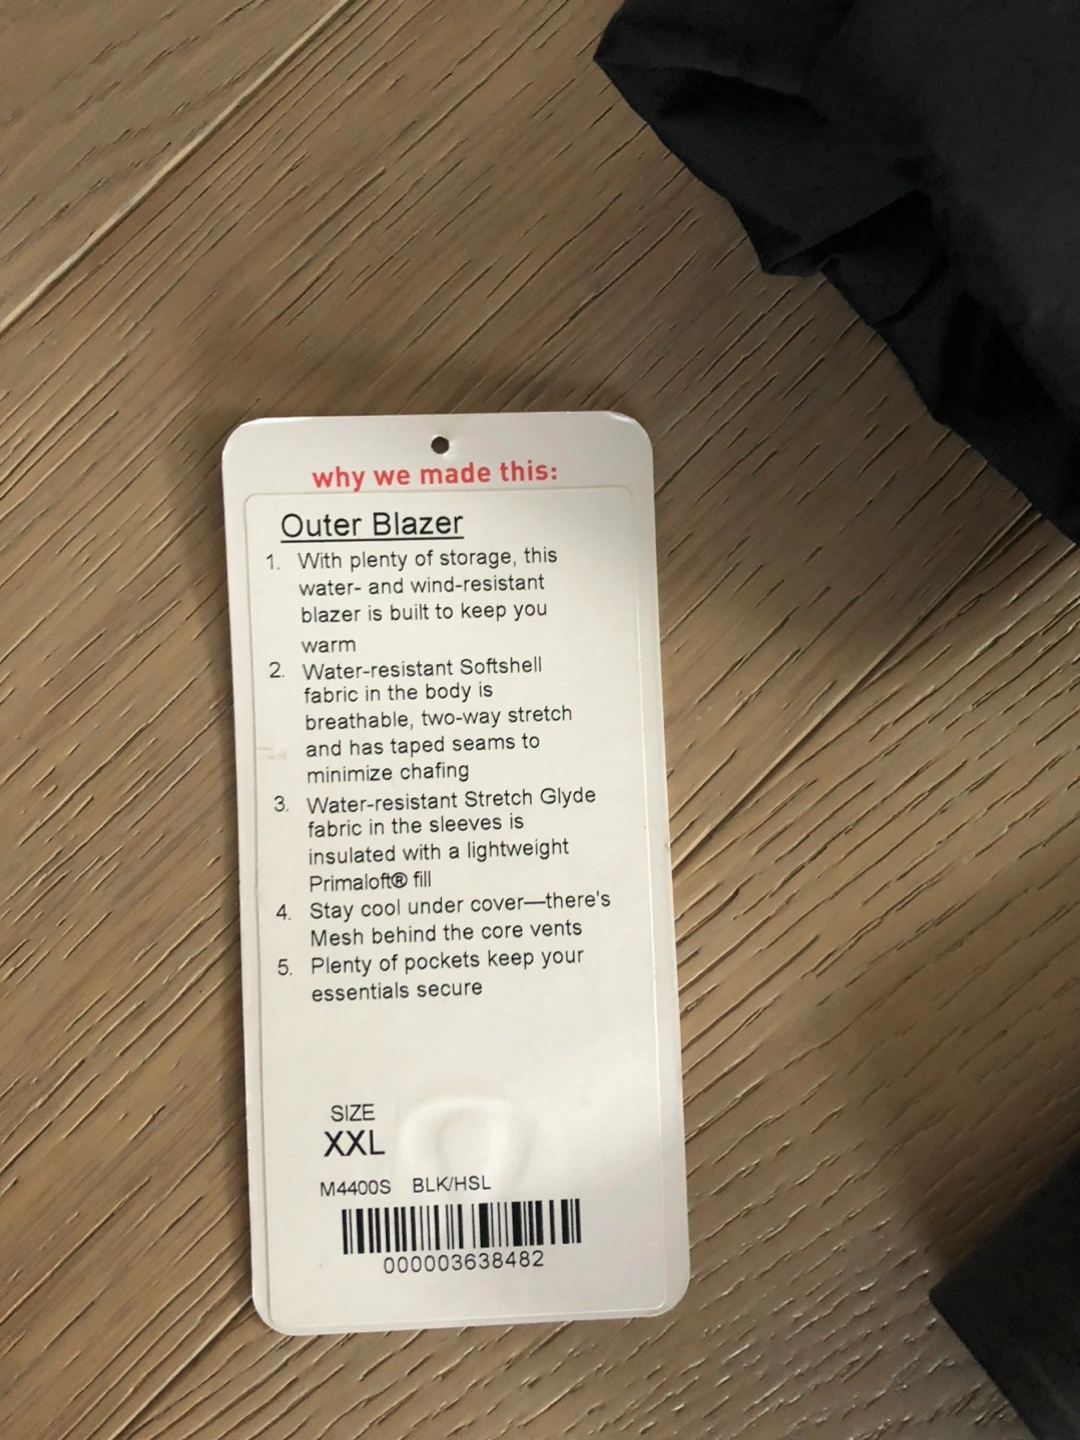 why we made this:
Outer Blazer
1. With plenty of storage, this
water- and wind-resistant
blazer is built to keep you
warm
2. Water-resistant Softshell
fabric in the body is
breathable, two-way stretch
and has taped seams to
minimize chafing
3. Water-resistant Stretch Glyde
fabric in the sleeves is
insulated with a lightweight
Primaloft® fill
4. Stay cool under cover—there's
Mesh behind the core vents
5. Plenty of pockets keep your
essentials secure
SIZE
XXL
M4400S BLK/HSL
000003638482